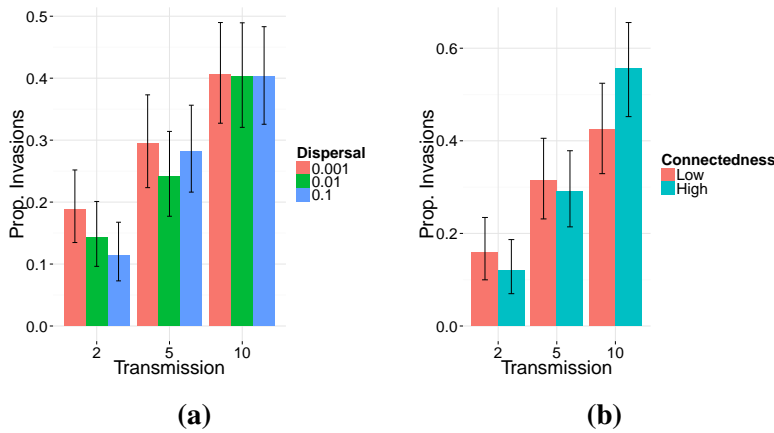 Prop. Invasions
0.5
0.4
0.3
0.2
0.1
0.0
2 5 10
Transmission
Dispersal
0.001
0.01
0.1
(a)
Prop. Invasions
0.6
0.4
0.2
0.0
2 5 10
Transmission
Connectedness
Low
High
(b)